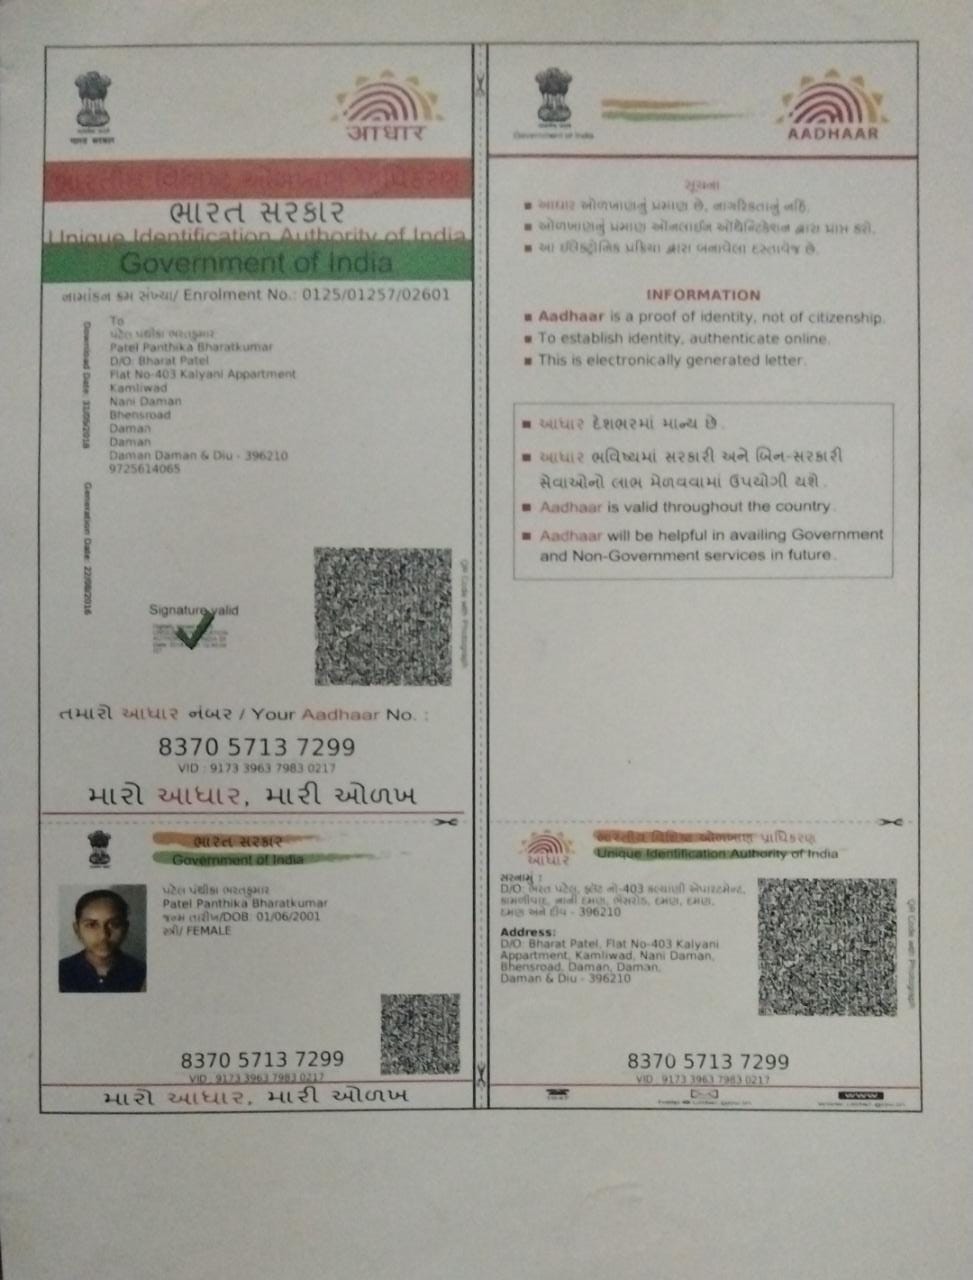 आधार
ભારત સરકાર
Unique Identification Authority of India
Government of India
નામાંકન ક્રમ સંખ્યા/ Enrolment No.: 0125/01257/02601
To
પટેલ પંથીકા ભરતકુમાર
Patel Panthika Bharatkumar
D/O: Bharat Patel
Flat No-403 Kalyani Appartment
Kamliwad
Nani Daman
Bhensroad
Daman
Daman
Daman Daman & Diu - 396210
9725614065
Download Date: 31/05/2018
Generation Date: 22/08/2016
Signature valid
QR Code with Photograph
તમારો આધાર નંબર / Your Aadhaar No. :
8370 5713 7299
VID : 9173 3963 7983 0217
મારો આધાર, મારી ઓળખ
ભારત સરકાર
Government of India
પટેલ પંથીકા ભરતકુમાર
Patel Panthika Bharatkumar
જન્મ તારીખ/DOB: 01/06/2001
સ્ત્રી/ FEMALE
8370 5713 7299
VID : 9173 3963 7983 0217
મારો આધાર, મારી ઓળખ
Government of India
AADHAAR
સૂચના
આધાર ઓળખાણનું પ્રમાણ છે, નાગરિકતાનું નહિ.
ઓળખાણનું પ્રમાણ ઓનલાઈન ઓથેન્ટિકેશન દ્વારા પ્રાપ્ત કરો.
આ ઇલેક્ટ્રોનિક પ્રક્રિયા દ્વારા બનાવેલા દસ્તાવેજ છે.
INFORMATION
Aadhaar is a proof of identity, not of citizenship.
To establish identity, authenticate online.
This is electronically generated letter.
આધાર દેશભરમાં માન્ય છે.
આધાર ભવિષ્યમાં સરકારી અને બિન-સરકારી
સેવાઓનો લાભ મેળવવામાં ઉપયોગી થશે.
Aadhaar is valid throughout the country.
Aadhaar will be helpful in availing Government
and Non-Government services in future.
આધાર
ભારતીય વિશિષ્ટ ઓળખાણ પ્રાધિકરણ
Unique Identification Authority of India
સરનામું :
D/O: ભરત પટેલ, ફ્લેટ નો-403 કલ્યાણી એપારટમેન્ટ,
કામળીવાડ, નાની દમણ, ભેંસરોડ, દમણ, દમણ,
દમણ અને દીવ - 396210
Address:
D/O: Bharat Patel, Flat No-403 Kalyani
Appartment, Kamliwad, Nani Daman,
Bhensroad, Daman, Daman,
Daman & Diu - 396210
QR Code with Photograph
8370 5713 7299
VID : 9173 3963 7983 0217
www